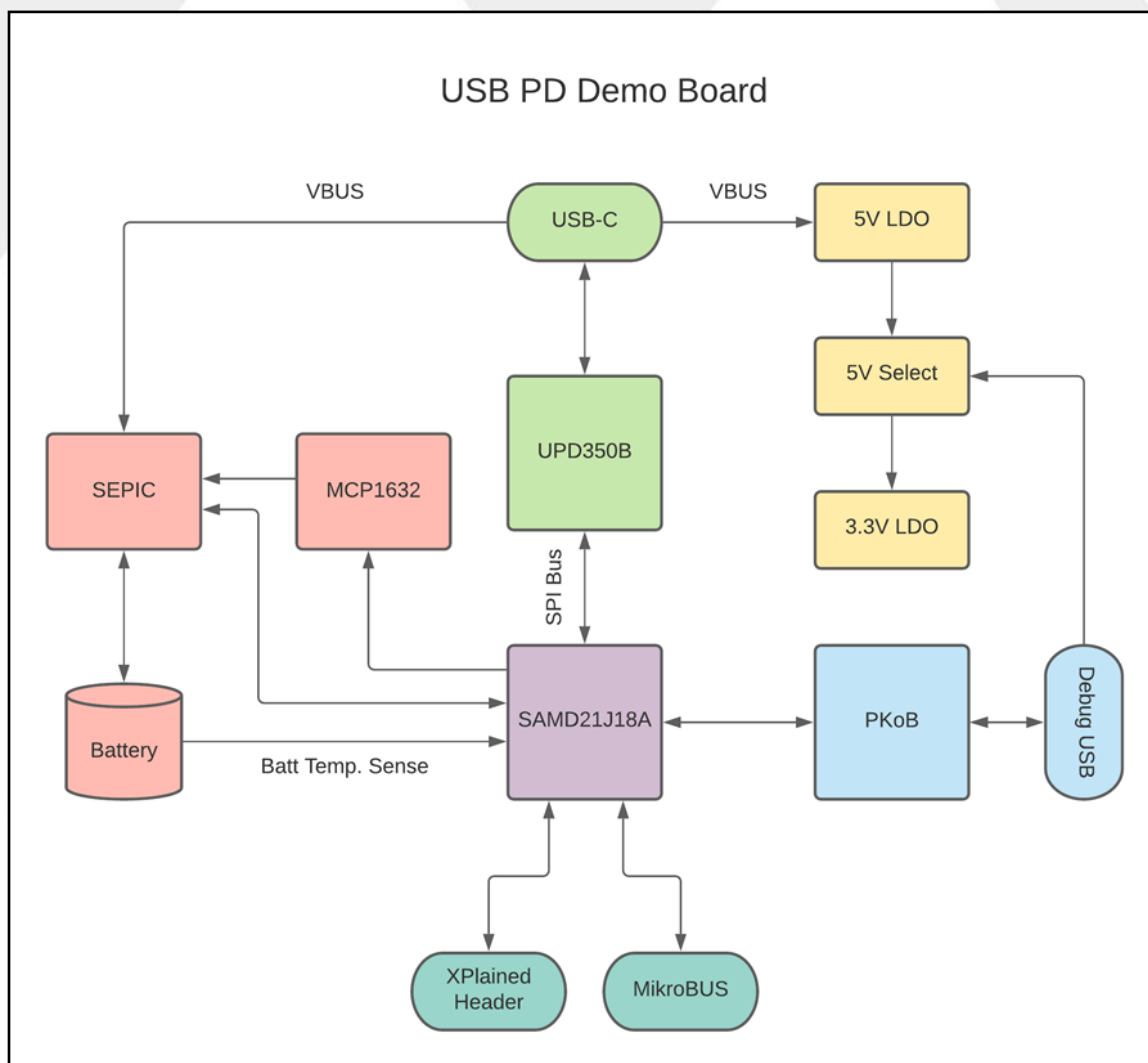 USB PD Demo Board
VBUS
USB-C
VBUS
5V LDO
5V Select
UPD350B
SEPIC
MCP1632
3.3V LDO
SPI Bus
SAMD21J18A
PKoB
Debug USB
Battery
Batt Temp. Sense
XPlained
Header
MikroBUS